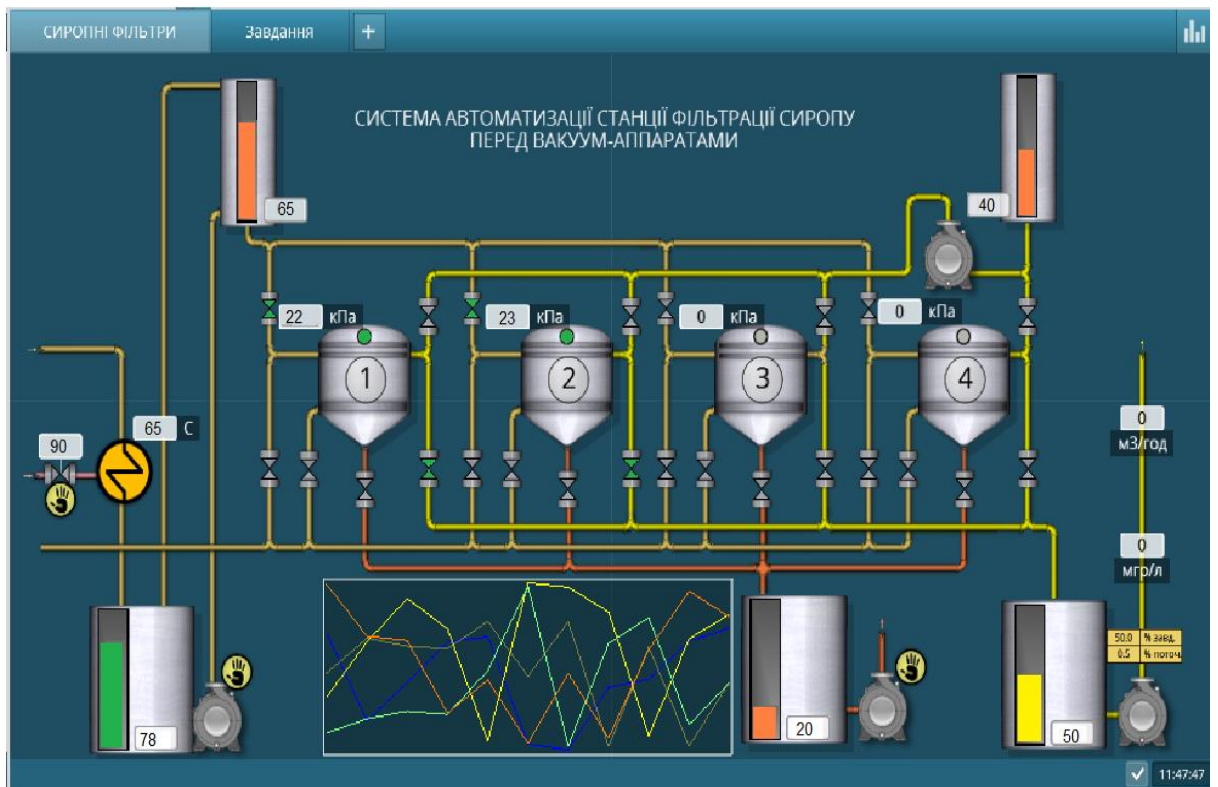 СИРОПНІ ФІЛЬТРИ
Завдання
+
СИСТЕМА АВТОМАТИЗАЦІЇ СТАНЦІЇ ФІЛЬТРАЦІЇ СИРОПУ
ПЕРЕД ВАКУУМ-АППАРАТАМИ
65
40
22 кПа
23 кПа
0 кПа
0 кПа
1
2
3
4
65 С
90
0
м3/год
0
мгр/л
50.0 % завд.
0.5 % поточ.
78
20
50
11:47:47